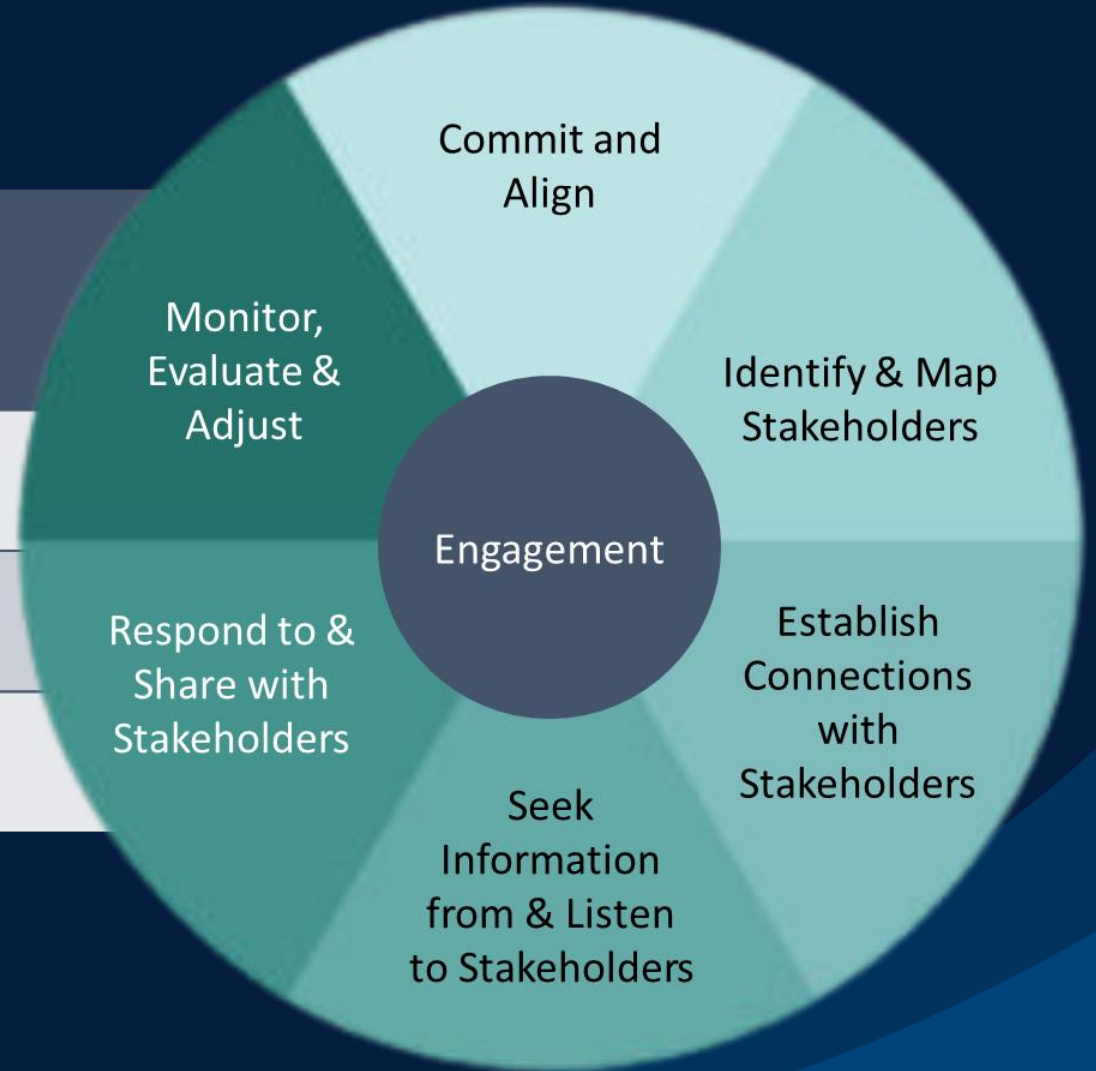 Commit and
Align
Identify & Map
Stakeholders
Establish
Connections
with
Stakeholders
Seek
Information
from & Listen
to Stakeholders
Respond to &
Share with
Stakeholders
Monitor,
Evaluate &
Adjust
Engagement